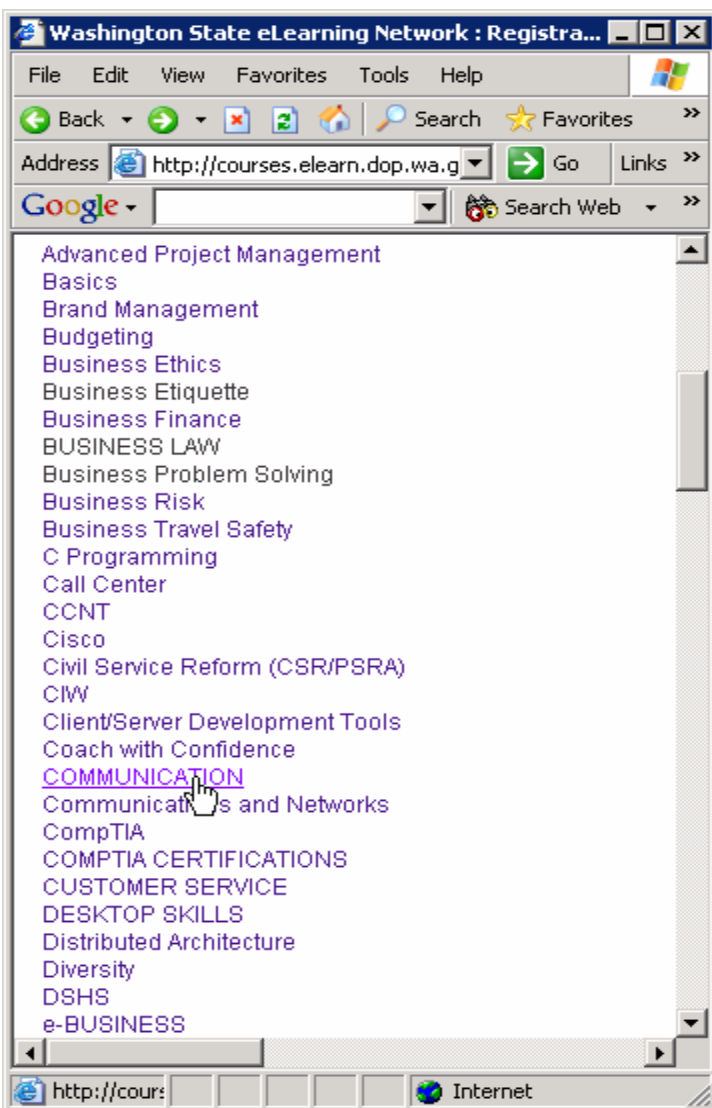 Washington State eLearning Network : Registra...
File Edit View Favorites Tools Help
Back Search Favorites »
Address http://courses.elearn.dop.wa.g Go Links »
Google Search Web »
Advanced Project Management
Basics
Brand Management
Budgeting
Business Ethics
Business Etiquette
Business Finance
BUSINESS LAW
Business Problem Solving
Business Risk
Business Travel Safety
C Programming
Call Center
CCNT
Cisco
Civil Service Reform (CSR/PSRA)
CIW
Client/Server Development Tools
Coach with Confidence
COMMUNICATION
Communications and Networks
CompTIA
COMPTIA CERTIFICATIONS
CUSTOMER SERVICE
DESKTOP SKILLS
Distributed Architecture
Diversity
DSHS
e-BUSINESS
http://cours Internet